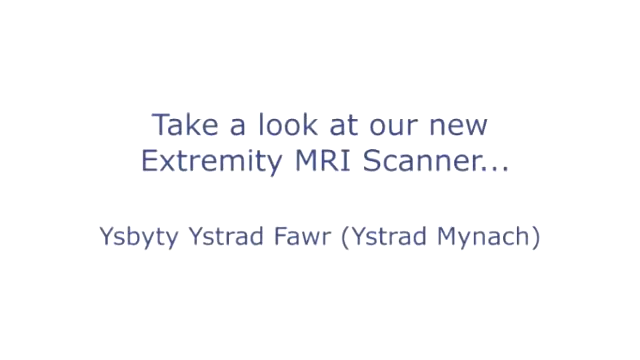 Take a look at our new
Extremity MRI Scanner...
Ysbyty Ystrad Fawr (Ystrad Mynach)